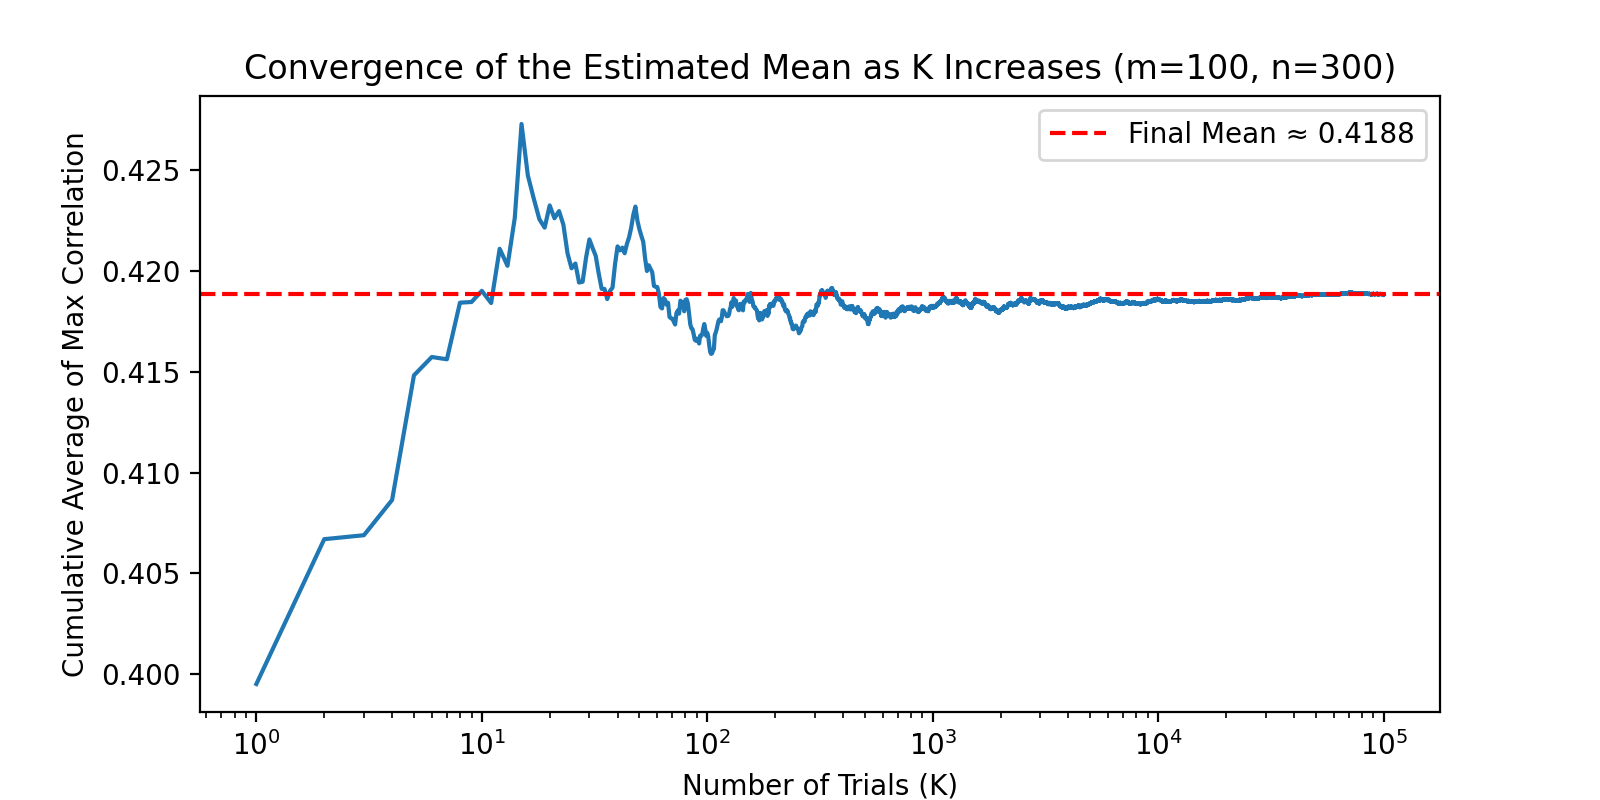 Convergence of the Estimated Mean as K Increases (m=100, n=300)
Final Mean ≈ 0.4188
Cumulative Average of Max Correlation
0.425
0.420
0.415
0.410
0.405
0.400
10⁰ 10¹ 10² 10³ 10⁴ 10⁵
Number of Trials (K)